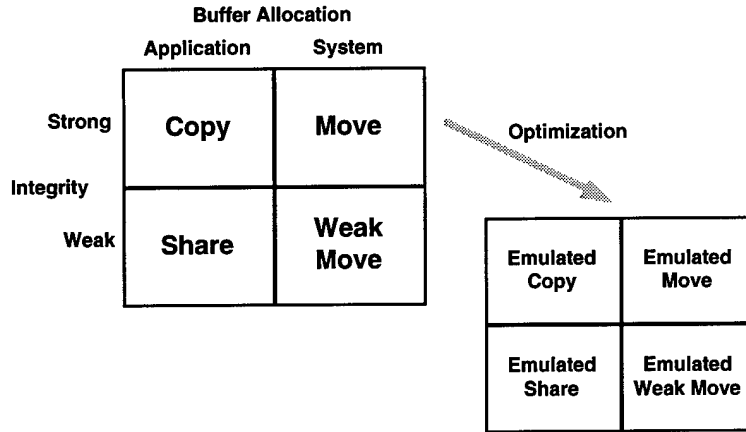 Buffer Allocation
Application System
Strong
Copy
Move
Optimization
Integrity
Weak
Share
Weak
Move
Emulated
Copy
Emulated
Move
Emulated
Share
Emulated
Weak Move